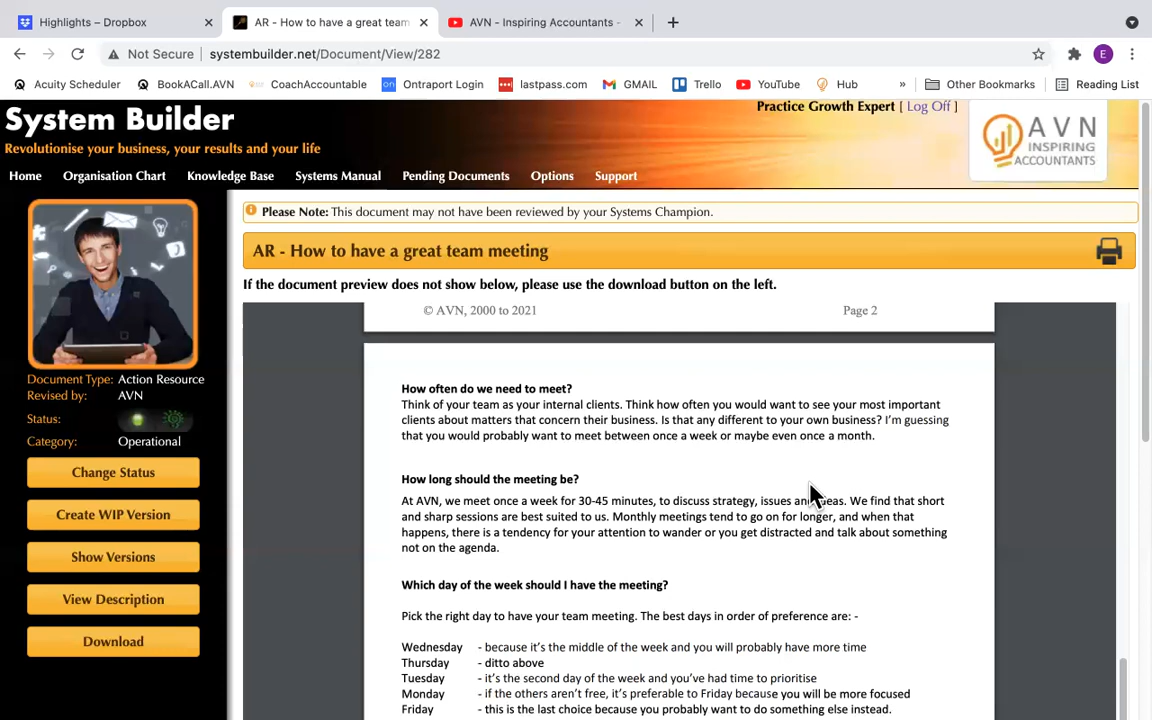 Highlights – Dropbox
AR - How to have a great team
AVN - Inspiring Accountants -
Not Secure systembuilder.net/Document/View/282
Acuity Scheduler BookACall.AVN CoachAccountable Ontraport Login lastpass.com GMAIL Trello YouTube Hub » Other Bookmarks Reading List
System Builder
Revolutionise your business, your results and your life
Practice Growth Expert [ Log Off ]
AVN
INSPIRING
ACCOUNTANTS
Home Organisation Chart Knowledge Base Systems Manual Pending Documents Options Support
Document Type: Action Resource
Revised by: AVN
Status:
Category: Operational
Change Status
Create WIP Version
Show Versions
View Description
Download
Please Note: This document may not have been reviewed by your Systems Champion.
AR - How to have a great team meeting
If the document preview does not show below, please use the download button on the left.
© AVN, 2000 to 2021 Page 2
How often do we need to meet?
Think of your team as your internal clients. Think how often you would want to see your most important
clients about matters that concern their business. Is that any different to your own business? I'm guessing
that you would probably want to meet between once a week or maybe even once a month.
How long should the meeting be?
At AVN, we meet once a week for 30-45 minutes, to discuss strategy, issues and ideas. We find that short
and sharp sessions are best suited to us. Monthly meetings tend to go on for longer, and when that
happens, there is a tendency for your attention to wander or you get distracted and talk about something
not on the agenda.
Which day of the week should I have the meeting?
Pick the right day to have your team meeting. The best days in order of preference are: -
Wednesday - because it's the middle of the week and you will probably have more time
Thursday - ditto above
Tuesday - it's the second day of the week and you've had time to prioritise
Monday - if the others aren't free, it's preferable to Friday because you will be more focused
Friday - this is the last choice because you probably want to do something else instead.